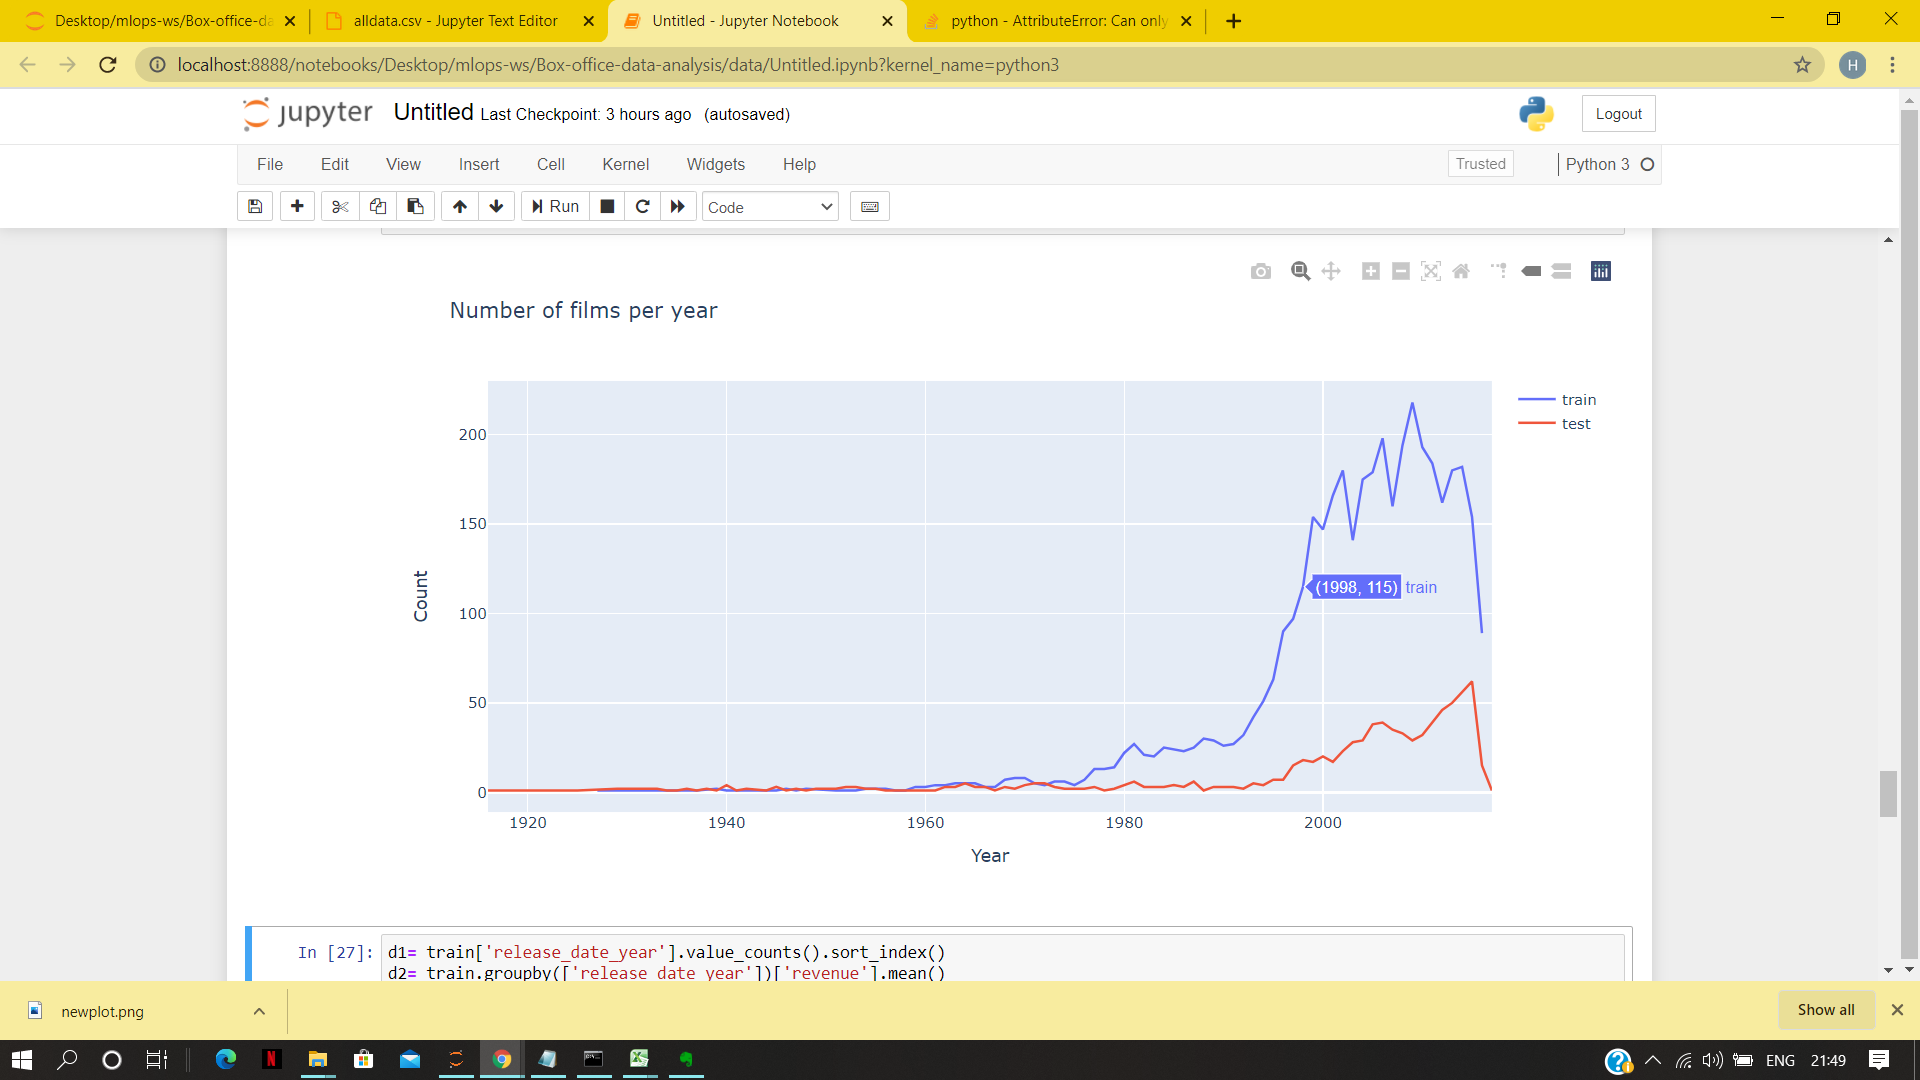 Desktop/mlops-ws/Box-office-da
alldata.csv - Jupyter Text Editor
Untitled - Jupyter Notebook
python - AttributeError: Can only
localhost:8888/notebooks/Desktop/mlops-ws/Box-office-data-analysis/data/Untitled.ipynb?kernel_name=python3
H
jupyter Untitled Last Checkpoint: 3 hours ago (autosaved)
Logout
File Edit View Insert Cell Kernel Widgets Help
Trusted
Python 3
Run
Code
Number of films per year
train
test
200
150
100
50
0
Count
(1998, 115) train
1920 1940 1960 1980 2000
Year
In [27]: d1= train['release_date_year'].value_counts().sort_index()
d2= train.groupby(['release_date_year'])['revenue'].mean()
newplot.png
Show all
ENG 21:49